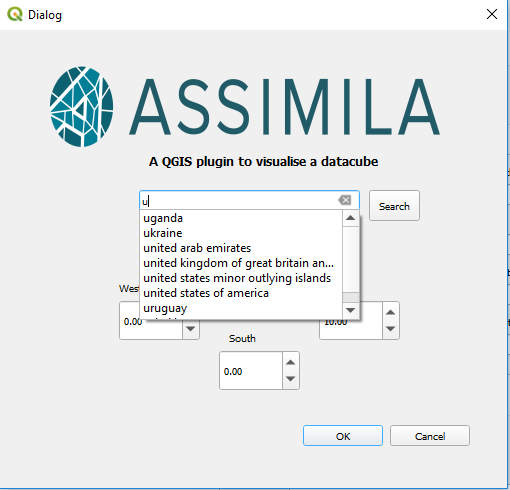 Dialog
ASSIMILA
A QGIS plugin to visualise a datacube
u
Search
uganda
ukraine
united arab emirates
united kingdom of great britain an...
united states minor outlying islands
united states of america
uruguay
0.00
10.00
South
0.00
OK
Cancel